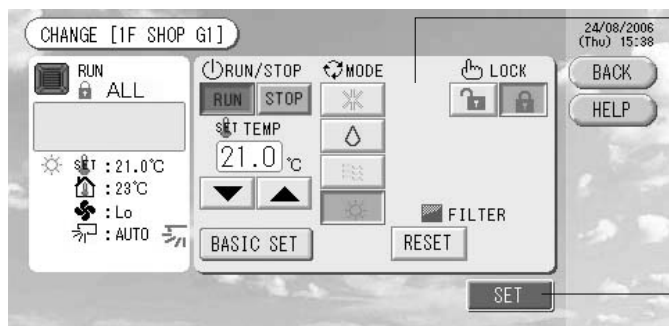 CHANGE [1F SHOP G1]
24/08/2006
(Thu) 15:38
RUN
ALL
SET :21.0℃
:23℃
:Lo
:AUTO
RUN/STOP
MODE
LOCK
RUN STOP
SET TEMP
21.0 ℃
BASIC SET
FILTER
RESET
BACK
HELP
SET